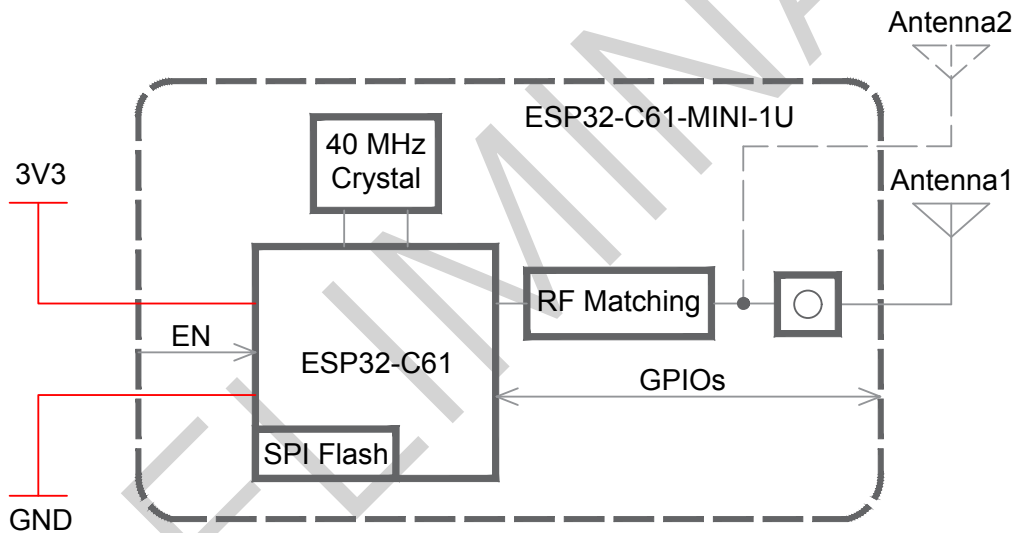 Antenna2
ESP32-C61-MINI-1U
40 MHz
Crystal
3V3
Antenna1
RF Matching
EN
ESP32-C61
GPIOs
SPI Flash
GND
ELIMINA